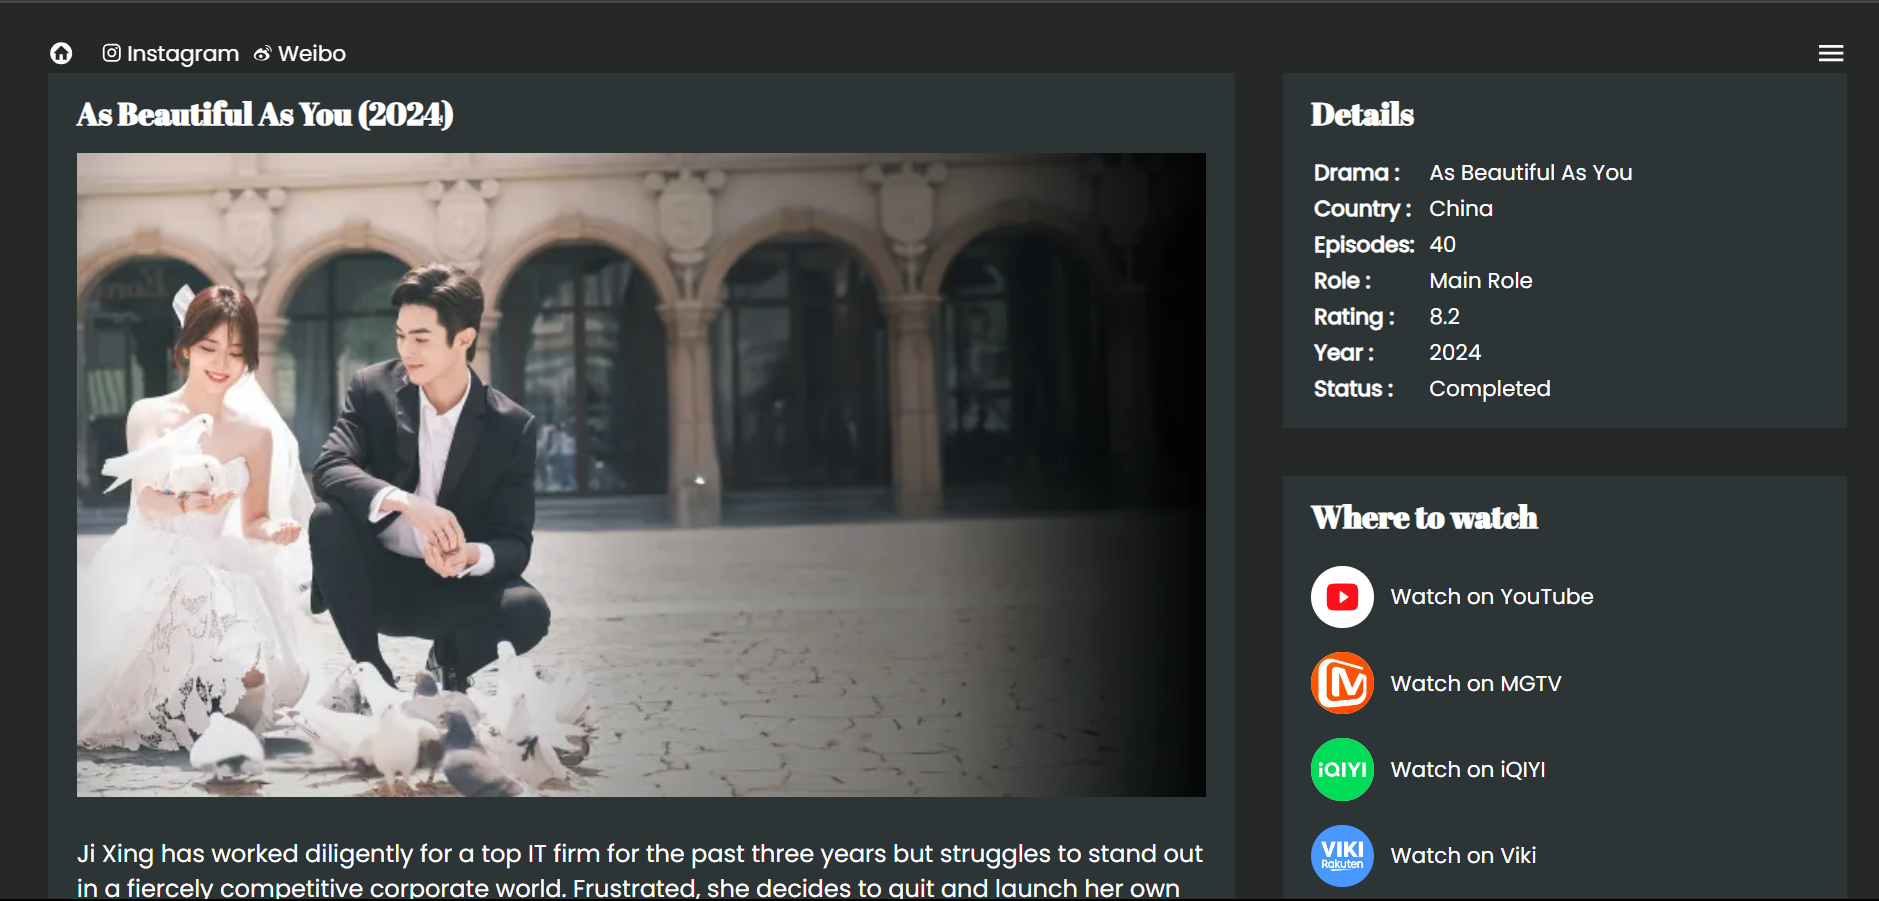 Instagram Weibo
As Beautiful As You (2024)
Ji Xing has worked diligently for a top IT firm for the past three years but struggles to stand out
in a fiercely competitive corporate world. Frustrated, she decides to quit and launch her own
Details
Drama : As Beautiful As You
Country : China
Episodes: 40
Role : Main Role
Rating : 8.2
Year : 2024
Status : Completed
Where to watch
Watch on YouTube
Watch on MGTV
iQIYI Watch on iQIYI
VIKI
Rakuten
Watch on Viki